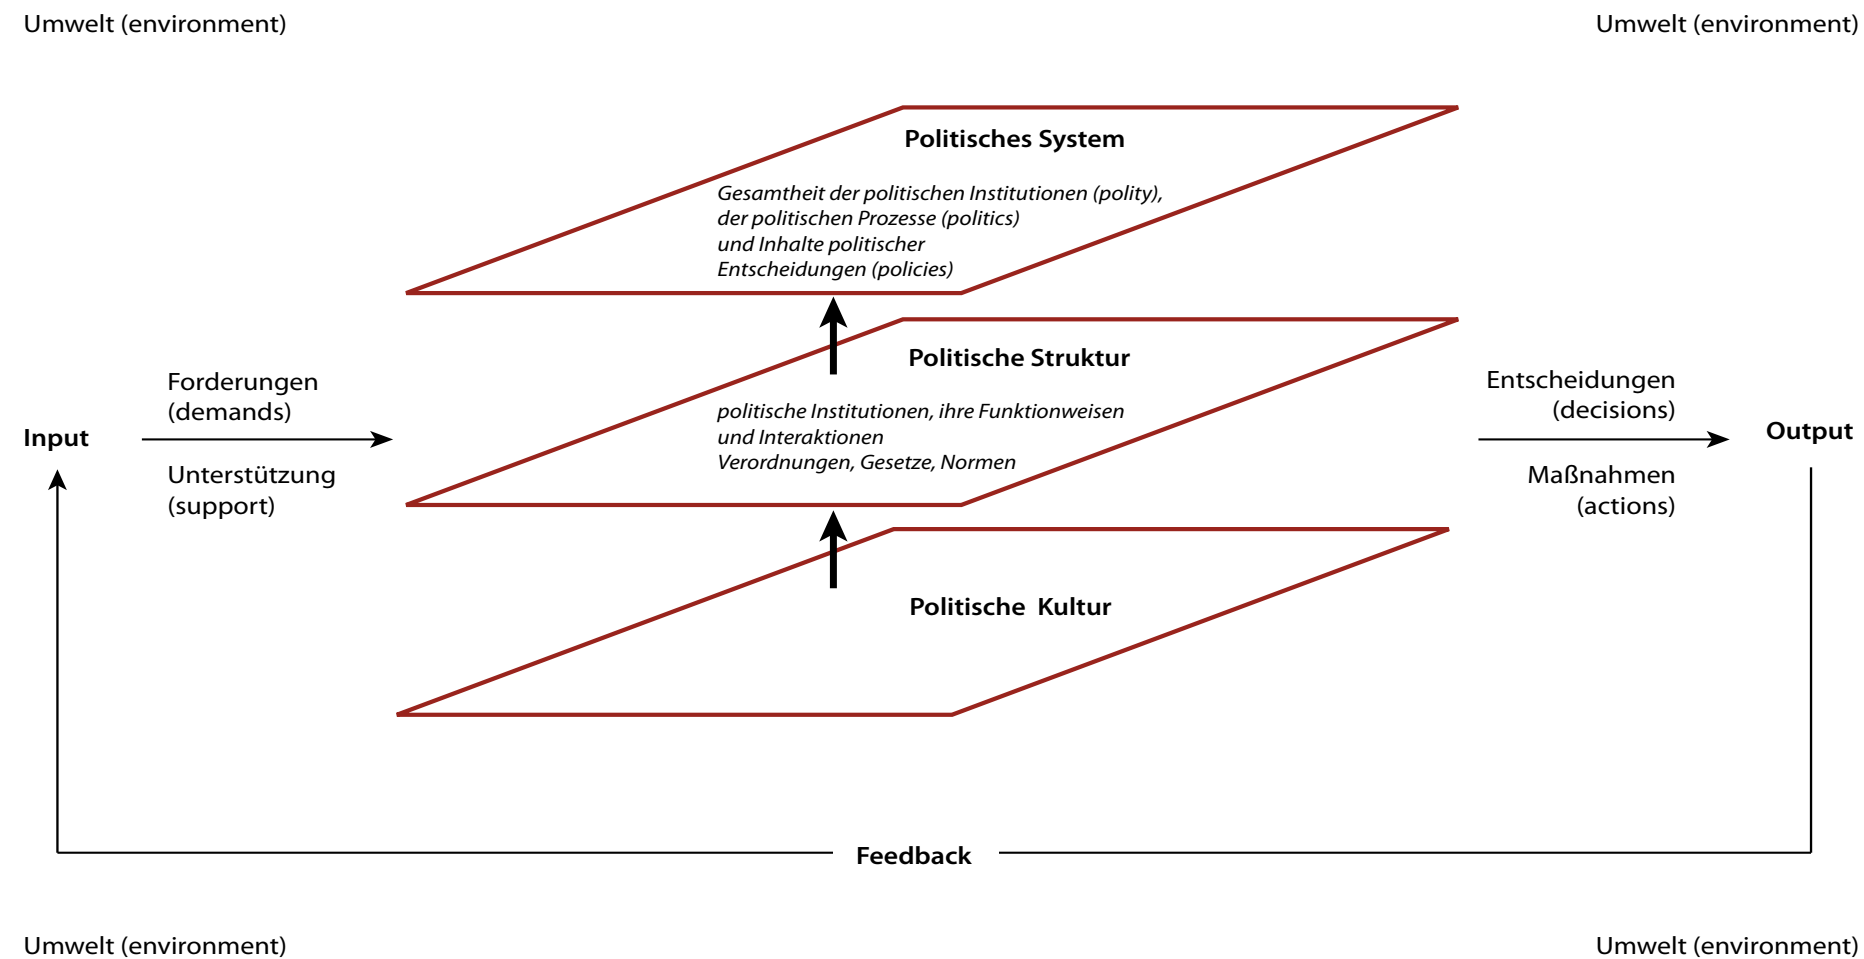 Umwelt (environment)
Umwelt (environment)
Politisches System
Gesamtheit der politischen Institutionen (polity),
der politischen Prozesse (politics)
und Inhalte politischer
Entscheidungen (policies)
Politische Struktur
politische Institutionen, ihre Funktionweisen
und Interaktionen
Verordnungen, Gesetze, Normen
Politische Kultur
Input
Forderungen
(demands)
Unterstützung
(support)
Entscheidungen
(decisions)
Maßnahmen
(actions)
Output
Feedback
Umwelt (environment)
Umwelt (environment)